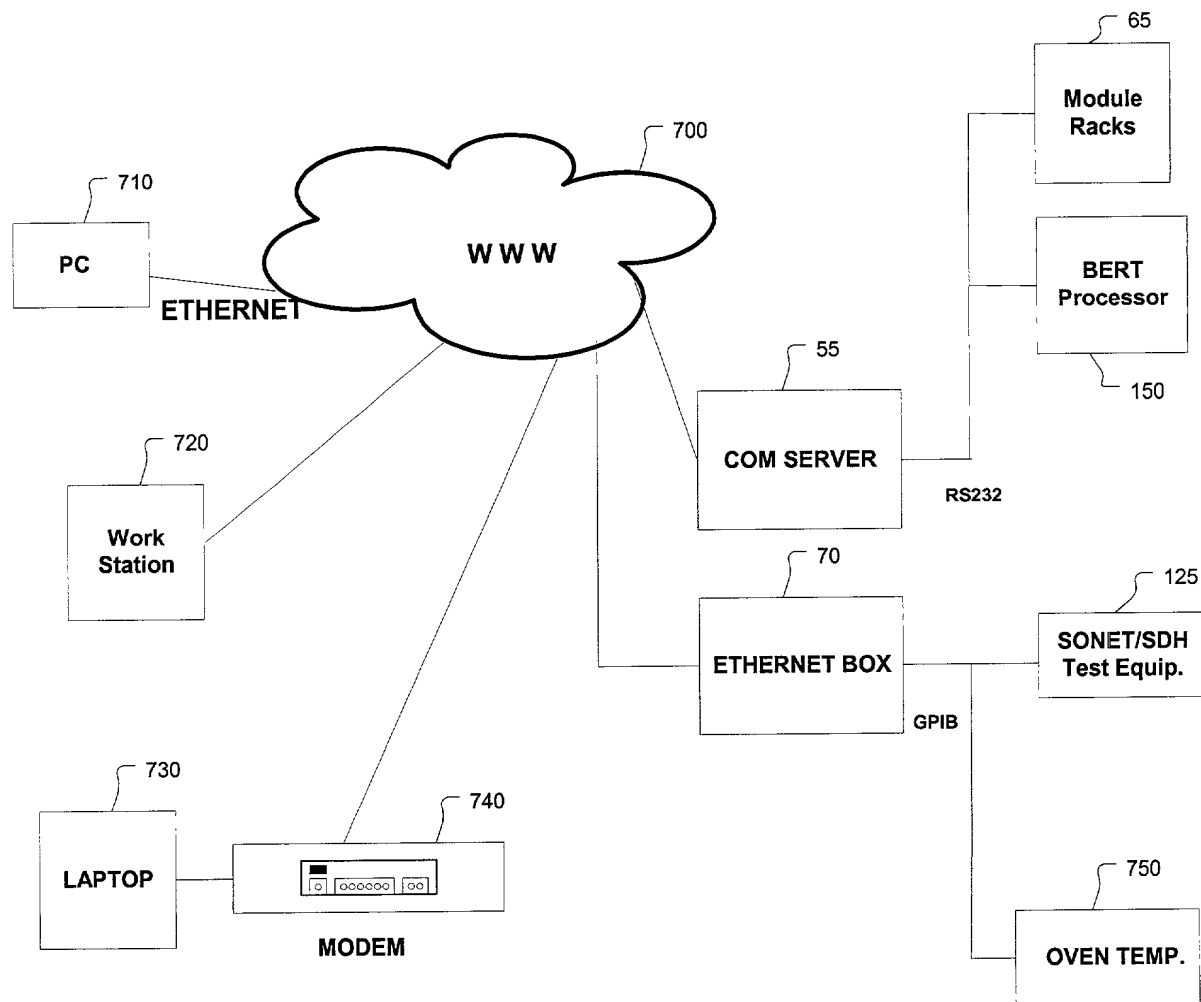 65
Module
Racks
700
710
PC
W W W
ETHERNET
BERT
Processor
150
55
COM SERVER
RS232
720
Work
Station
70
ETHERNET BOX
GPIB
125
SONET/SDH
Test Equip.
730
LAPTOP
740
MODEM
750
OVEN TEMP.